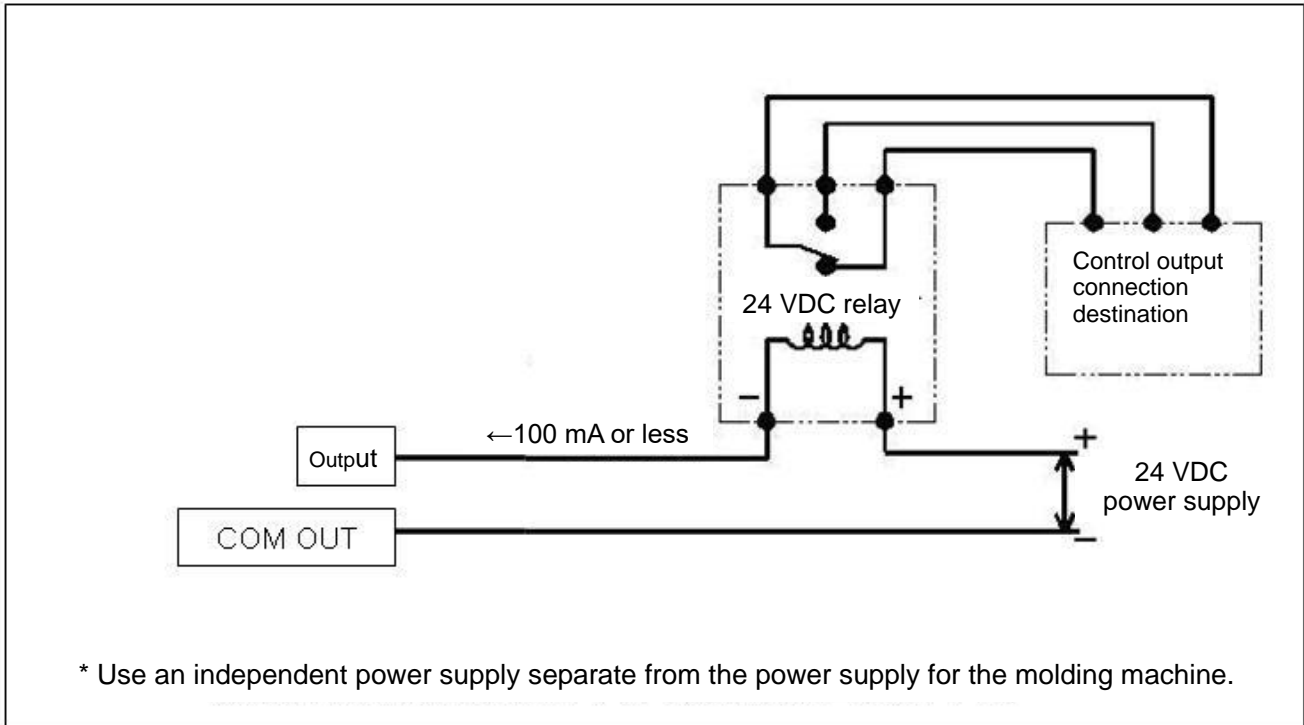 Control output
connection
destination
24 VDC relay
− +
←100 mA or less
Output
+
24 VDC
power supply
−
COM OUT
* Use an independent power supply separate from the power supply for the molding machine.